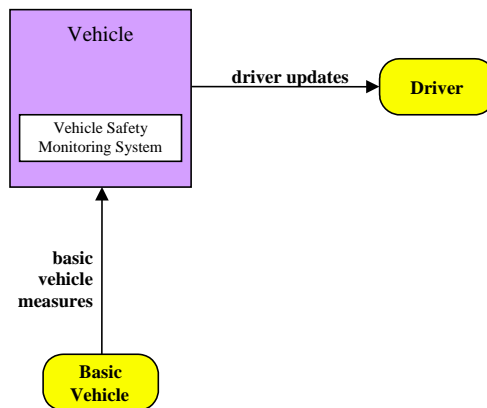 Vehicle
Vehicle Safety
Monitoring System
driver updates
Driver
basic
vehicle
measures
Basic
Vehicle